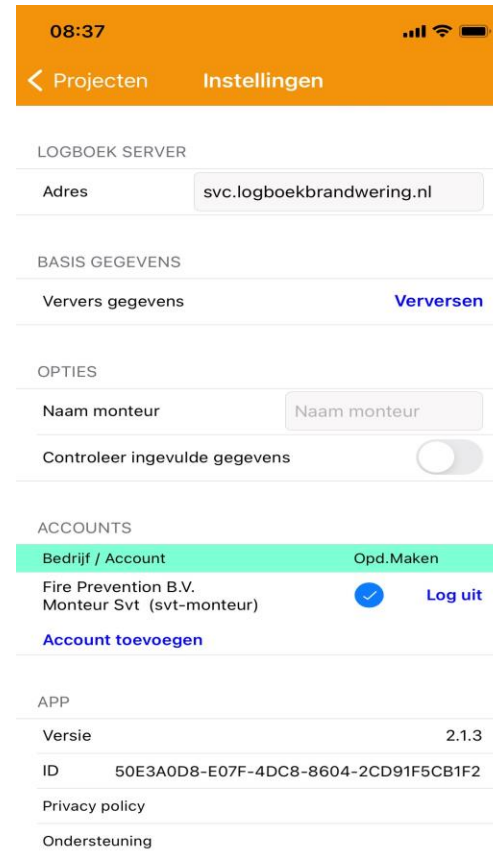 08:37
Projecten Instellingen
LOGBOEK SERVER
Adres svc.logboekbrandwering.nl
BASIS GEGEVENS
Ververs gegevens Verversen
OPTIES
Naam monteur Naam monteur
Controleer ingevulde gegevens
ACCOUNTS
Bedrijf / Account Opd.Maken
Fire Prevention B.V.
Monteur Svt (svt-monteur) Log uit
Account toevoegen
APP
Versie 2.1.3
ID 50E3A0D8-E07F-4DC8-8604-2CD91F5CB1F2
Privacy policy
Ondersteuning